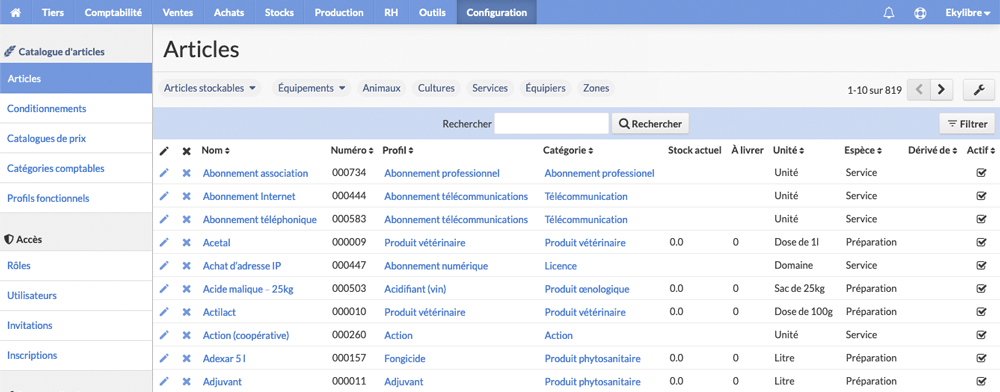 Tiers Comptabilité Ventes Achats Stocks Production RH Outils Configuration Ekylibre
Catalogue d'articles
Articles
Conditionnements
Catalogues de prix
Catégories comptables
Profils fonctionnels
Accès
Rôles
Utilisateurs
Invitations
Inscriptions
Articles
Articles stockables Équipements Animaux Cultures Services Équipiers Zones 1-10 sur 819
Rechercher Rechercher Filtrer
Nom Numéro Profil Catégorie Stock actuel À livrer Unité Espèce Dérivé de Actif
Abonnement association 000734 Abonnement professionnel Abonnement professionel Unité Service
Abonnement Internet 000444 Abonnement télécommunications Télécommunication Unité Service
Abonnement téléphonique 000583 Abonnement télécommunications Télécommunication Unité Service
Acetal 000009 Produit vétérinaire Produit vétérinaire 0.0 0 Dose de 1l Préparation
Achat d'adresse IP 000447 Abonnement numérique Licence Domaine Service
Acide malique - 25kg 000503 Acidifiant (vin) Produit œnologique 0.0 0 Sac de 25kg Préparation
Actilact 000010 Produit vétérinaire Produit vétérinaire 0.0 0 Dose de 100g Préparation
Action (coopérative) 000260 Action Action Unité Service
Adexar 5 l 000157 Fongicide Produit phytosanitaire 0.0 0 Litre Préparation
Adjuvant 000011 Adjuvant Produit phytosanitaire 0.0 0 Litre Préparation